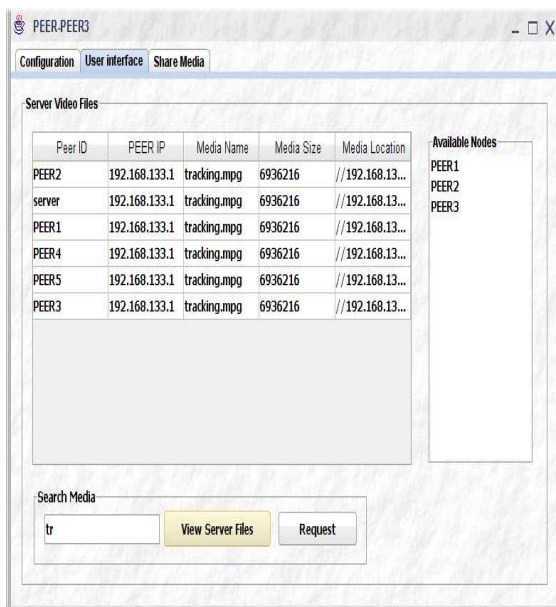 PEER-PEER3
Configuration User interface Share Media
Server Video Files
Peer ID PEER IP Media Name Media Size Media Location
PEER2 192.168.133.1 tracking.mpg 6936216 //192.168.13...
server 192.168.133.1 tracking.mpg 6936216 //192.168.13...
PEER1 192.168.133.1 tracking.mpg 6936216 //192.168.13...
PEER4 192.168.133.1 tracking.mpg 6936216 //192.168.13...
PEER5 192.168.133.1 tracking.mpg 6936216 //192.168.13...
PEER3 192.168.133.1 tracking.mpg 6936216 //192.168.13...
Available Nodes
PEER1
PEER2
PEER3
Search Media
tr View Server Files Request